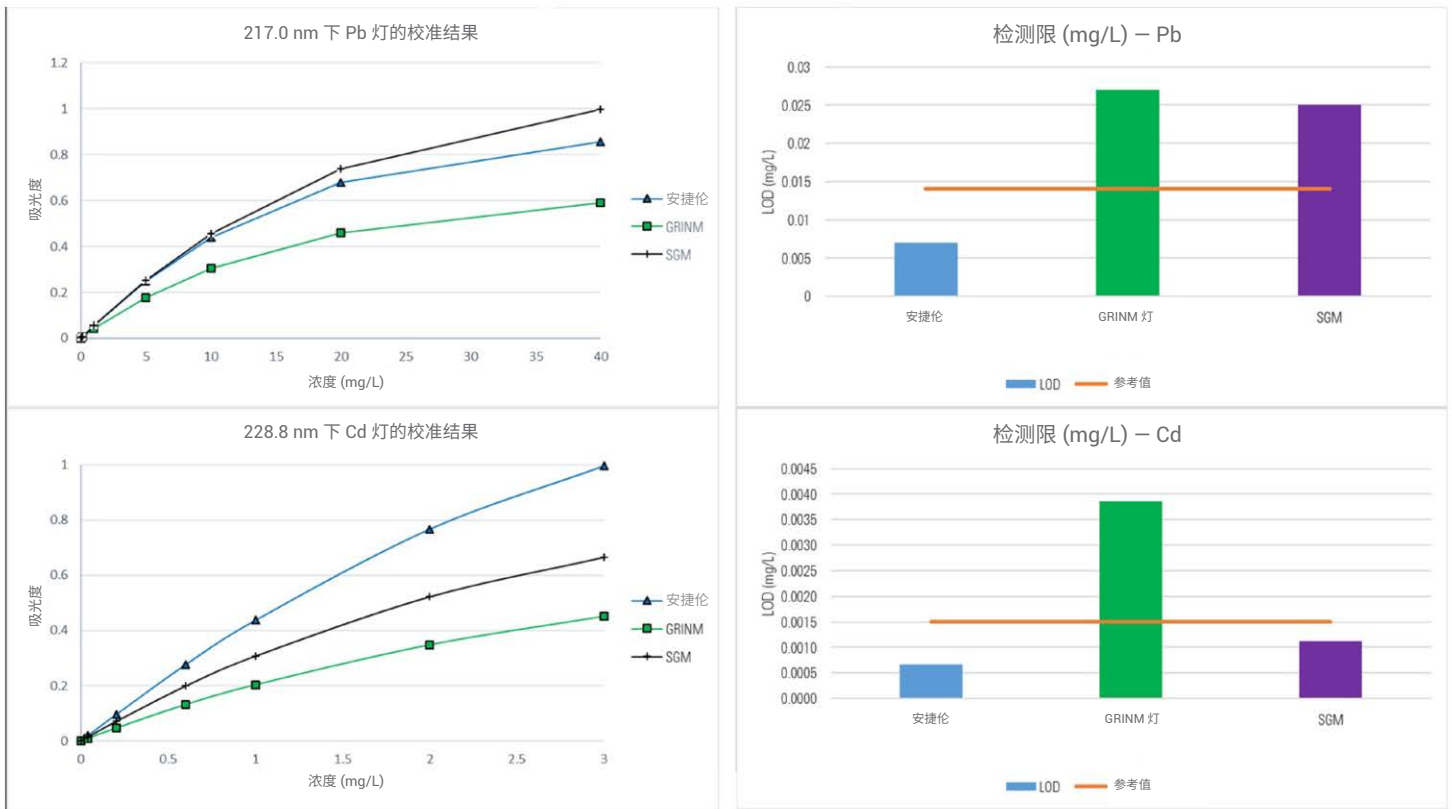 217.0 nm 下 Pb 灯的校准结果
1.2
1
0.8
0.6
0.4
0.2
0
吸光度
0 5 10 15 20 25 30 35 40
浓度 (mg/L)
安捷伦
GRINM
SGM
检测限 (mg/L) — Pb
0.03
0.025
0.02
0.015
0.01
0.005
0
LOD (mg/L)
安捷伦 GRINM 灯 SGM
LOD 参考值
228.8 nm 下 Cd 灯的校准结果
1
0.8
0.6
0.4
0.2
0
吸光度
0 0.5 1 1.5 2 2.5 3
浓度 (mg/L)
安捷伦
GRINM
SGM
检测限 (mg/L) — Cd
0.0045
0.0040
0.0035
0.0030
0.0025
0.0020
0.0015
0.0010
0.0005
0.0000
LOD (mg/L)
安捷伦 GRINM 灯 SGM
LOD 参考值